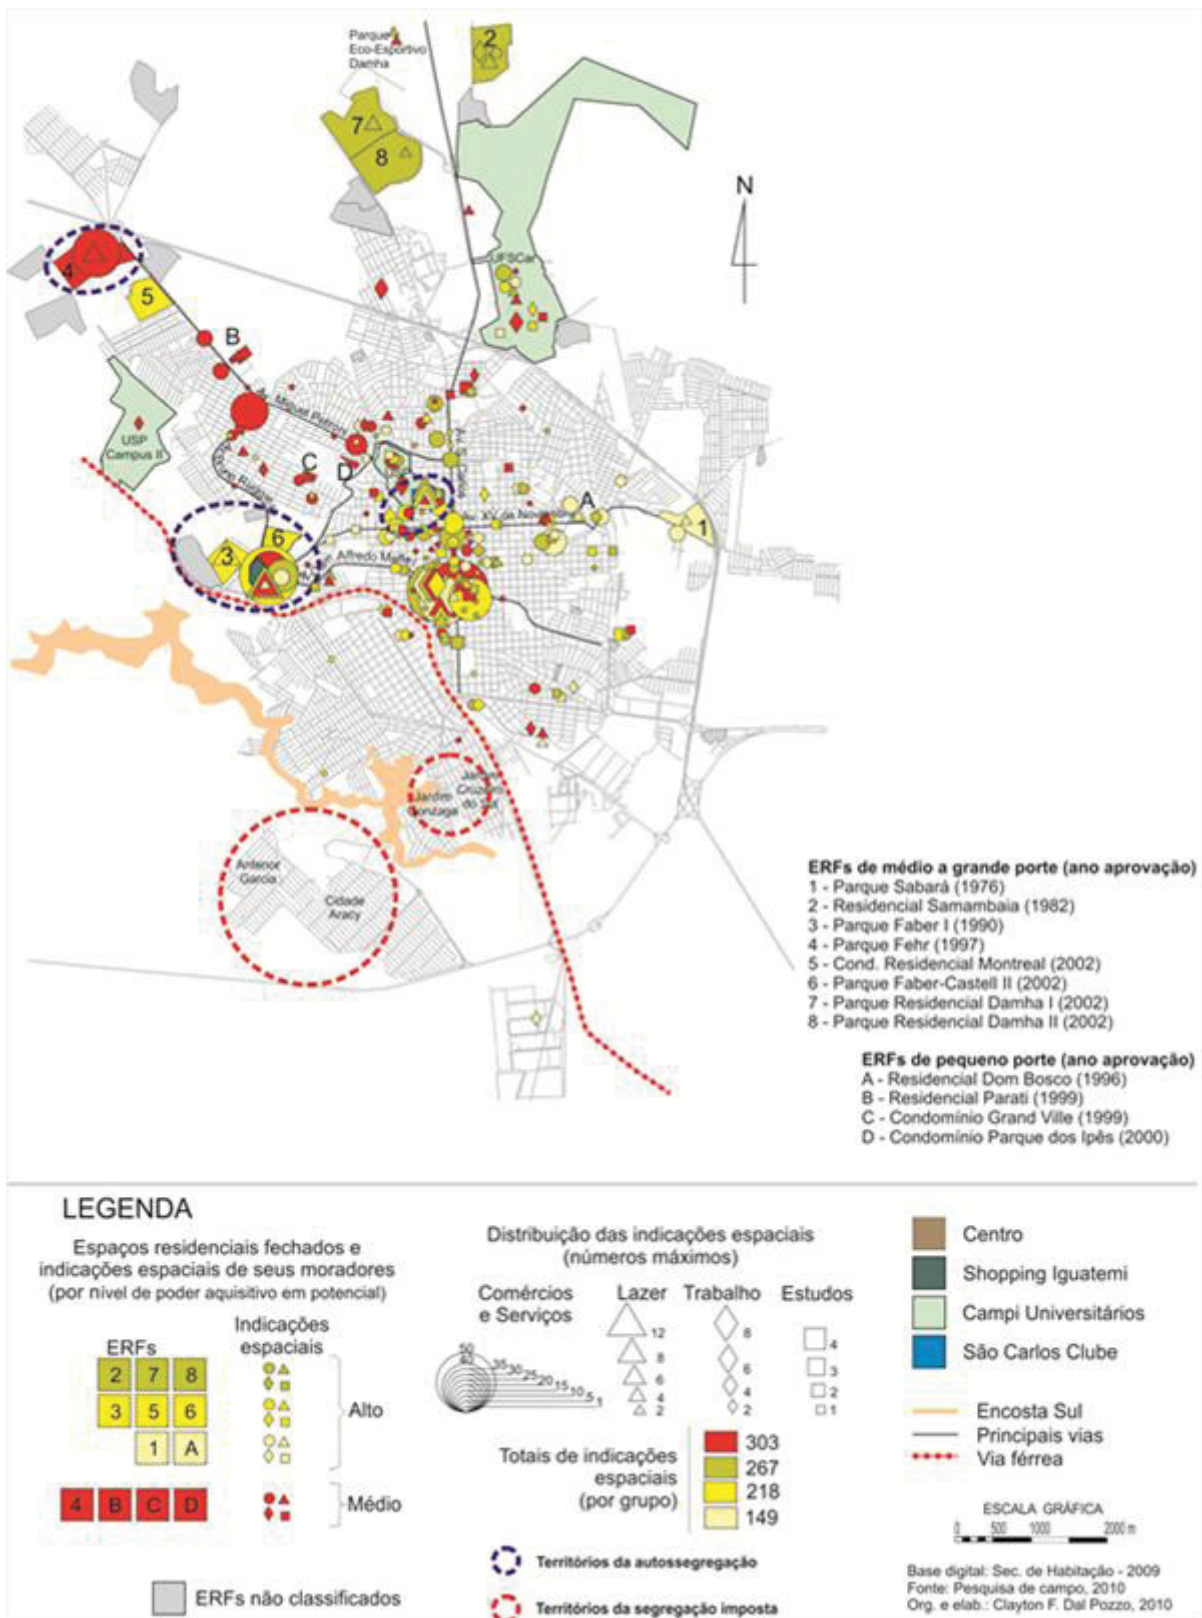 Parque
Eco-Esportivo
Damha
2
7
8
N
UFSCar
4
5
B
Av. Miguel Petroni
USP
Campus II
C
D
Av. S. Carlos
A
Av. XV de Novembro
1
3
6
Alfredo Maffei
Jardim
Gonzaga
Jardim
Cruzeiro
do Sul
Antenor
Garcia
Cidade
Aracy
ERFs de médio a grande porte (ano aprovação)
1 - Parque Sabará (1976)
2 - Residencial Samambaia (1982)
3 - Parque Faber I (1990)
4 - Parque Fehr (1997)
5 - Cond. Residencial Montreal (2002)
6 - Parque Faber-Castell II (2002)
7 - Parque Residencial Damha I (2002)
8 - Parque Residencial Damha II (2002)
ERFs de pequeno porte (ano aprovação)
A - Residencial Dom Bosco (1996)
B - Residencial Parati (1999)
C - Condomínio Grand Ville (1999)
D - Condomínio Parque dos Ipês (2000)
LEGENDA
Espaços residenciais fechados e
indicações espaciais de seus moradores
(por nível de poder aquisitivo em potencial)
ERFs
Indicações
espaciais
2 7 8
3 5 6
1 A
Alto
4 B C D
Médio
ERFs não classificados
Distribuição das indicações espaciais
(números máximos)
Comércios
e Serviços
50
40
35 30 25 20 15 10 5 1
Lazer
12
8
6
4
2
Trabalho
8
6
4
2
Estudos
4
3
2
1
Totais de indicações
espaciais
(por grupo)
303
267
218
149
Territórios da autossegregação
Territórios da segregação imposta
Centro
Shopping Iguatemi
Campi Universitários
São Carlos Clube
Encosta Sul
Principais vias
Via férrea
ESCALA GRÁFICA
0 500 1000 2000 m
Base digital: Sec. de Habitação - 2009
Fonte: Pesquisa de campo, 2010
Org. e elab.: Clayton F. Dal Pozzo, 2010